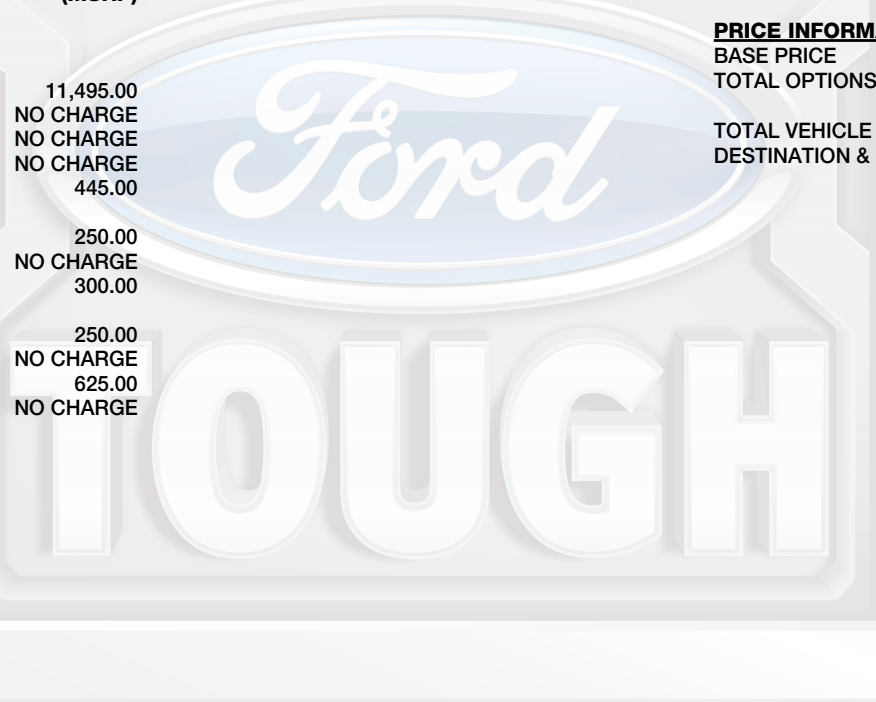 (MSRP)
11,495.00
NO CHARGE
NO CHARGE
NO CHARGE
445.00
250.00
NO CHARGE
300.00
250.00
NO CHARGE
625.00
NO CHARGE
PRICE INFORMA
BASE PRICE
TOTAL OPTIONS
TOTAL VEHICLE
DESTINATION &
Ford
TOUGH